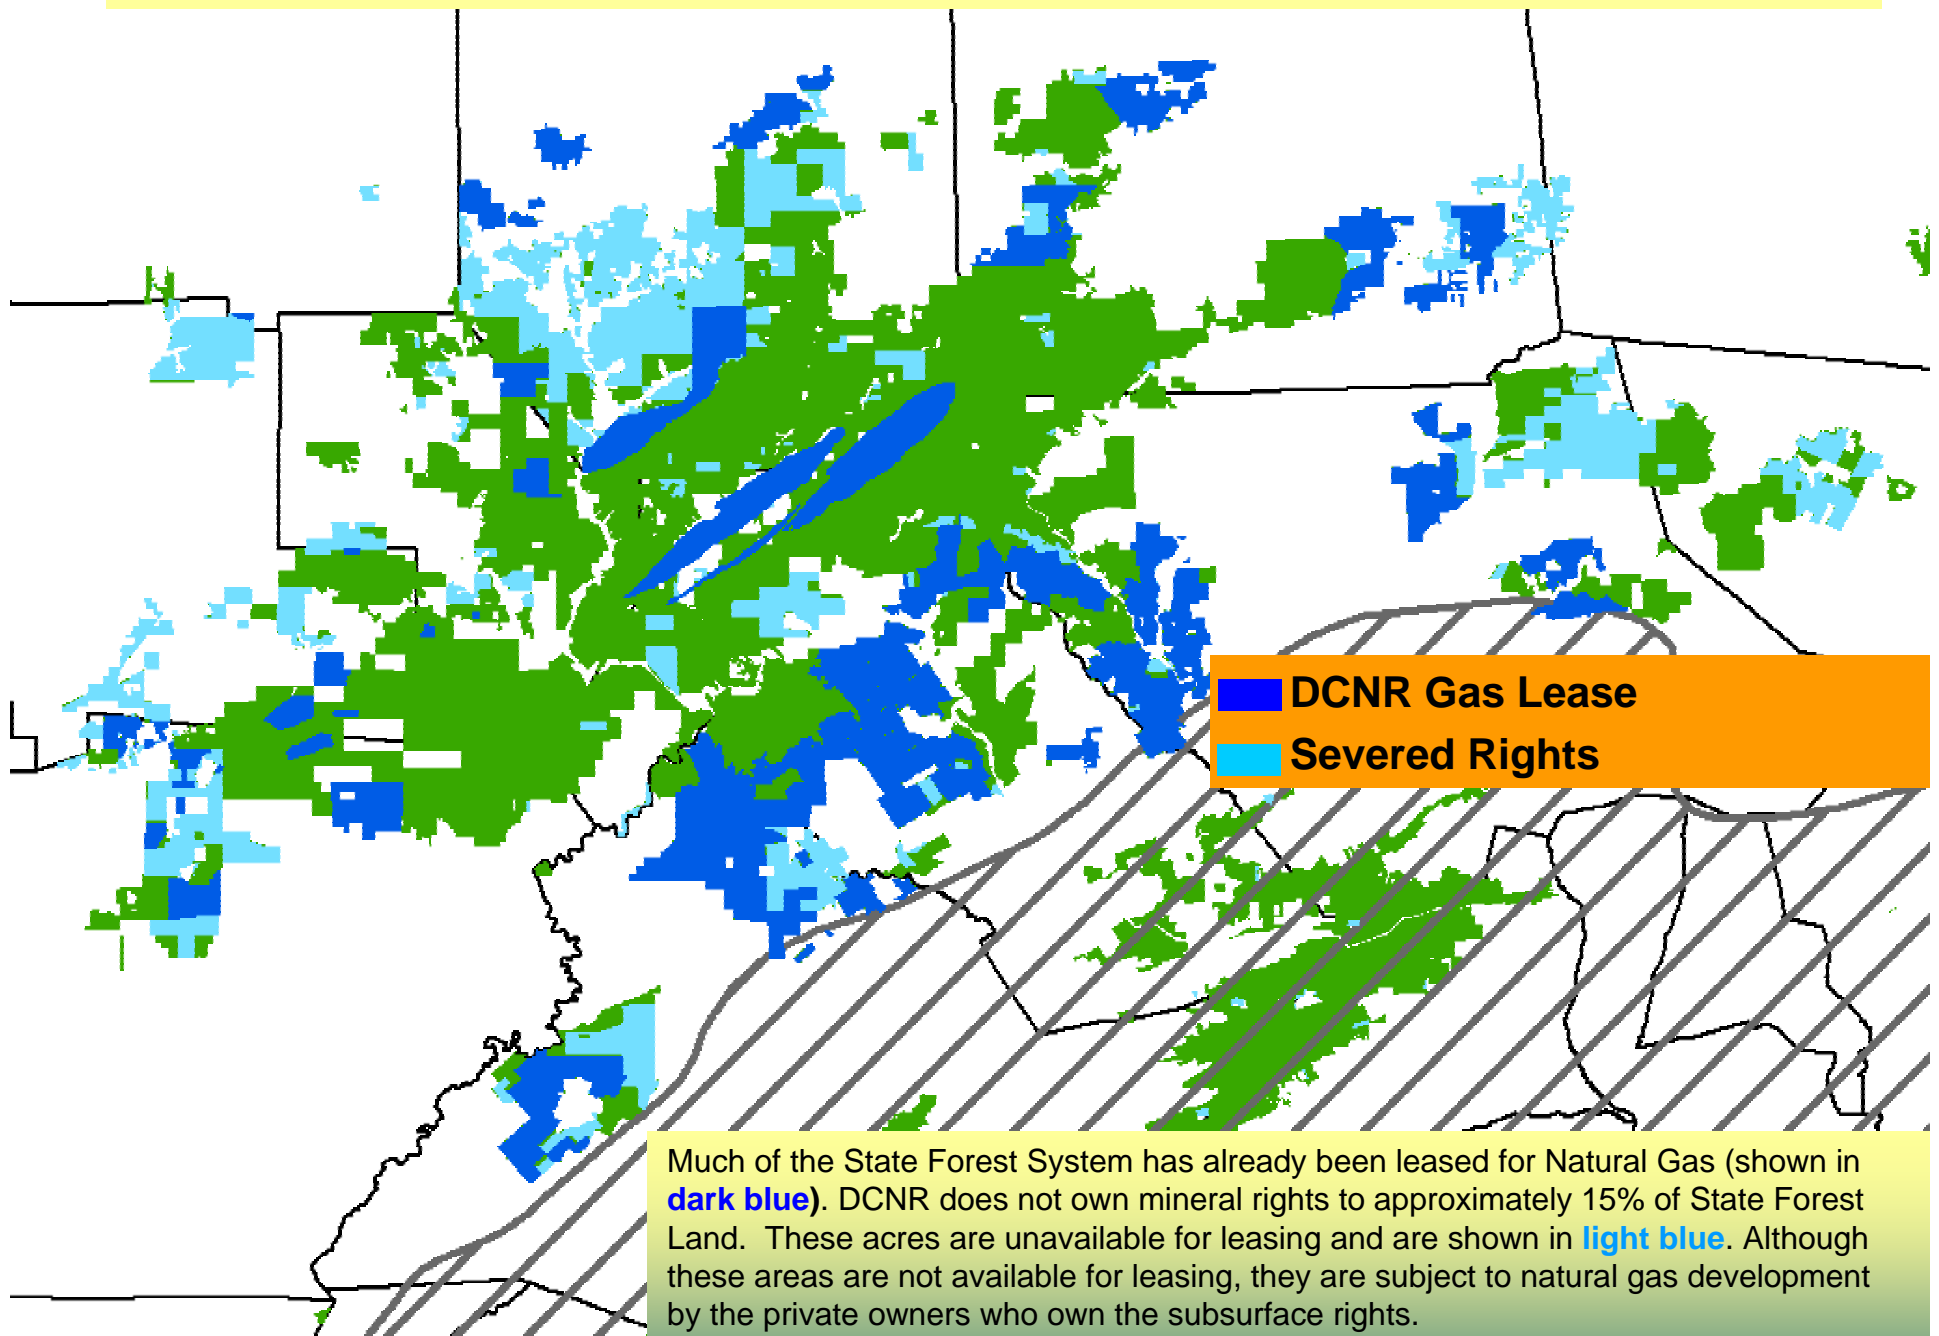 DCNR Gas Lease
Severed Rights
Much of the State Forest System has already been leased for Natural Gas (shown in
dark blue). DCNR does not own mineral rights to approximately 15% of State Forest
Land. These acres are unavailable for leasing and are shown in light blue. Although
these areas are not available for leasing, they are subject to natural gas development
by the private owners who own the subsurface rights.